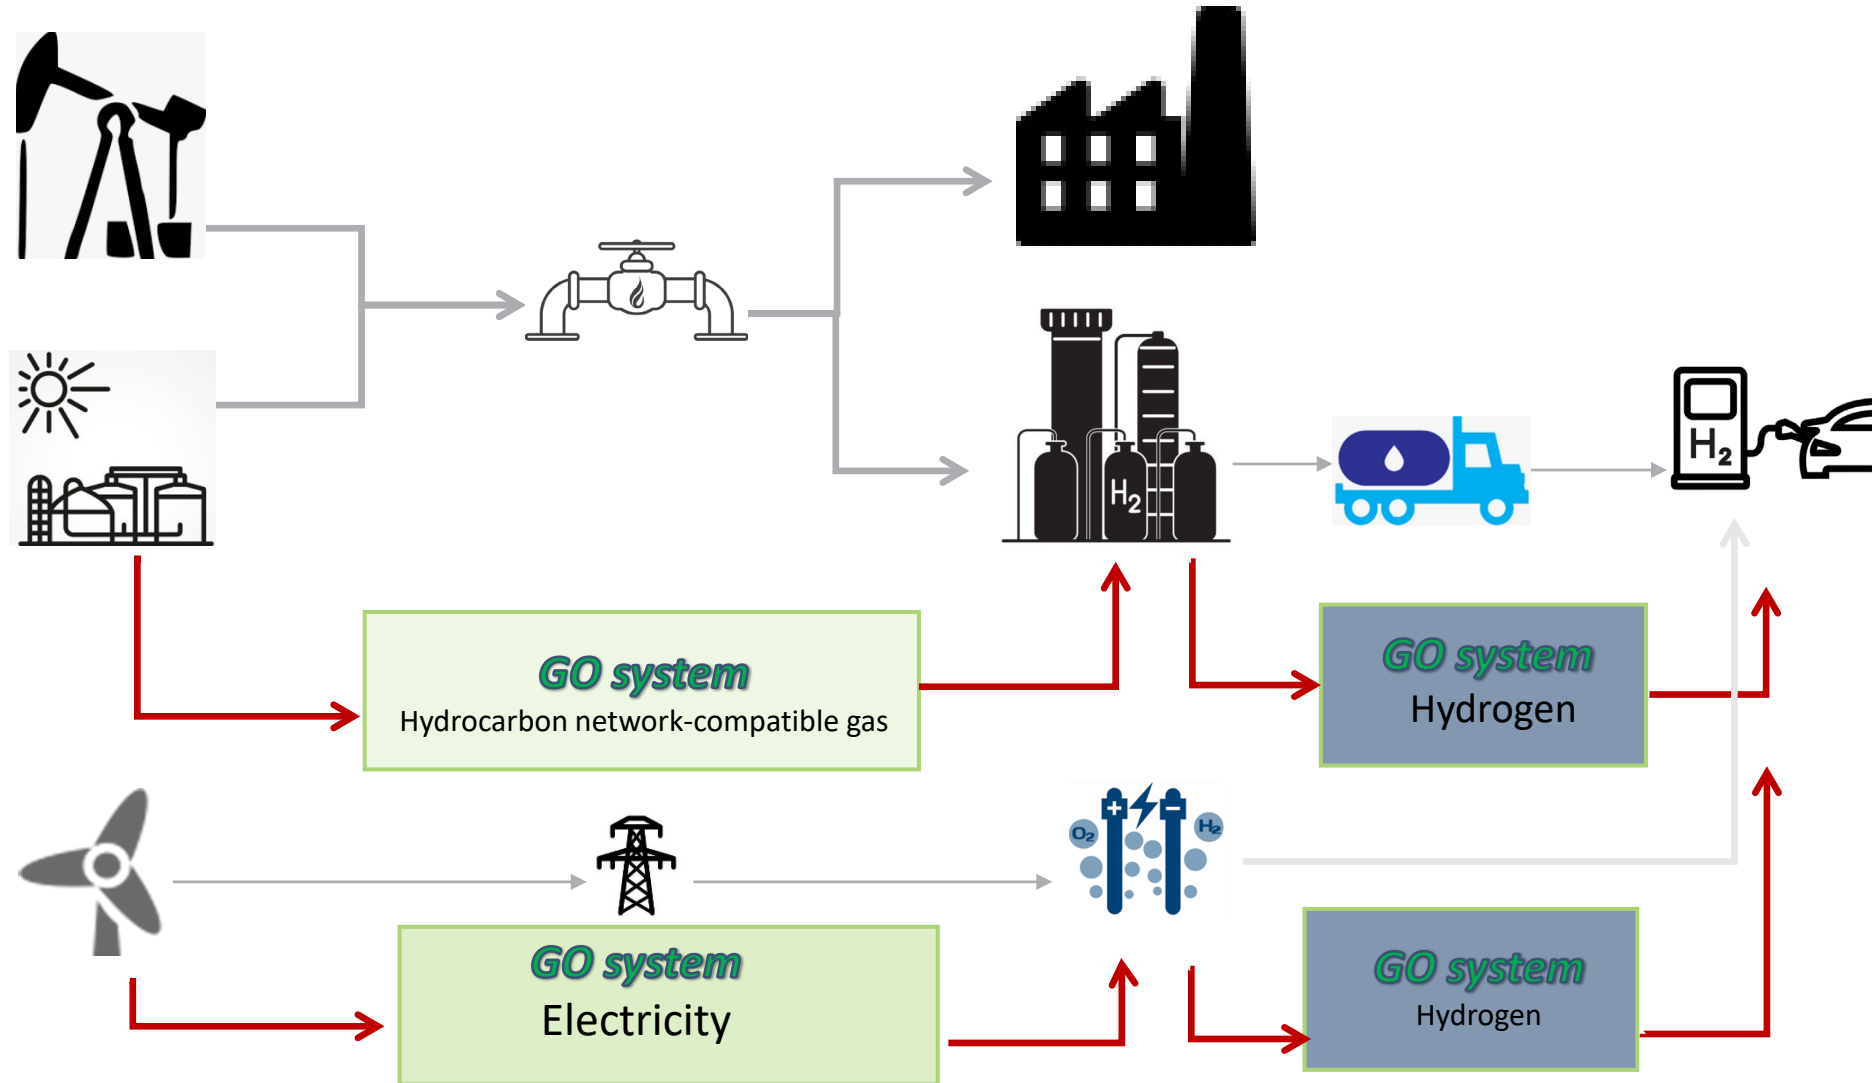 H2
H2
GO system
Hydrocarbon network-compatible gas
GO system
Hydrogen
+
−
O2
H2
GO system
Electricity
GO system
Hydrogen